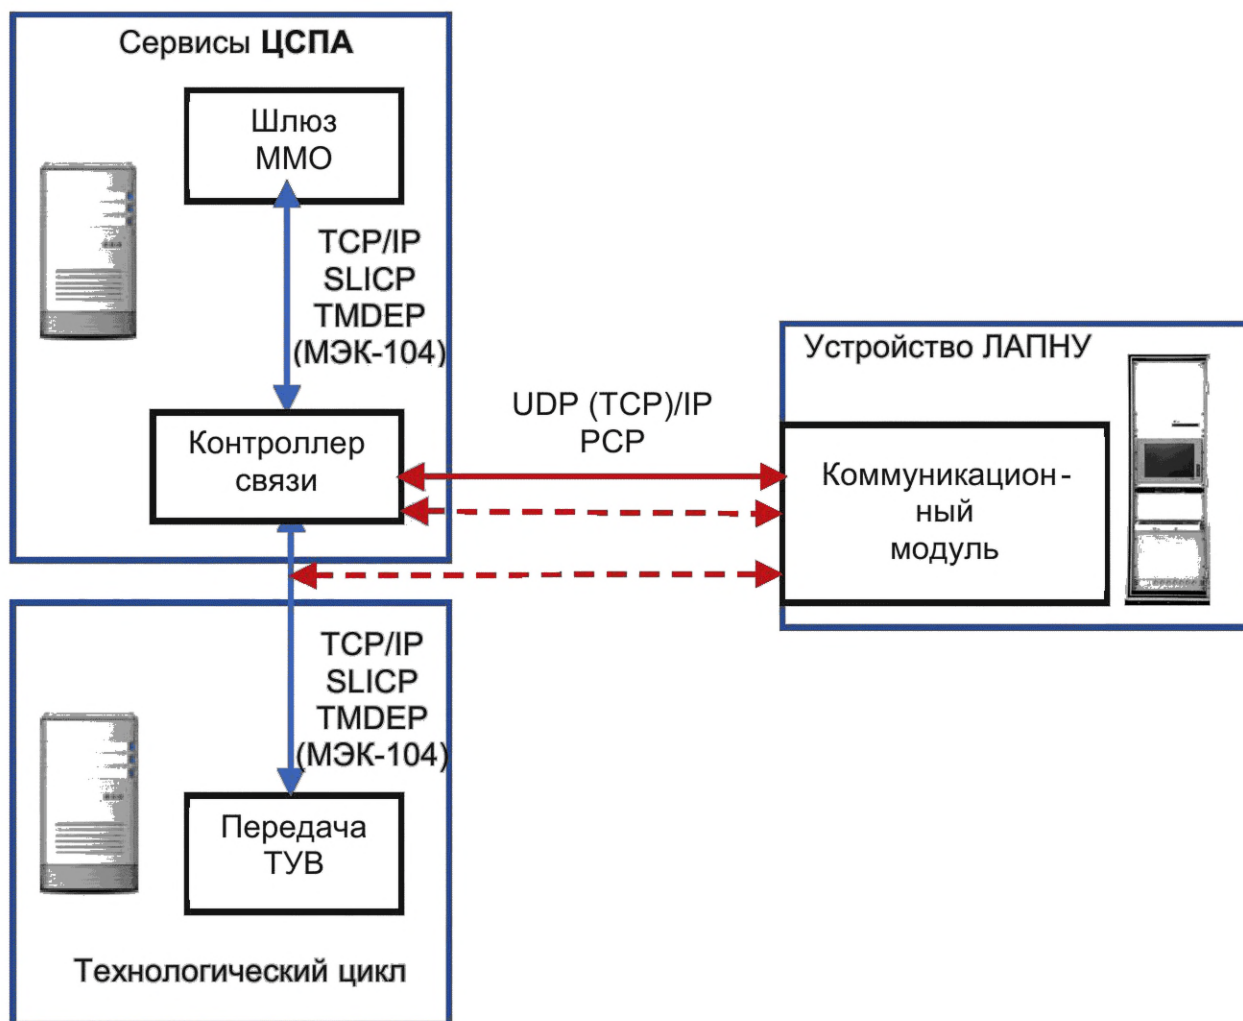 Сервисы ЦСПА
Шлюз
ММО
TCP/IP
SLICP
TMDEP
(МЭК-104)
Контроллер
связи
UDP (TCP)/IP
PCP
Устройство ЛАПНУ
Коммуникацион-
ный
модуль
TCP/IP
SLICP
TMDEP
(МЭК-104)
Передача
ТУВ
Технологический цикл